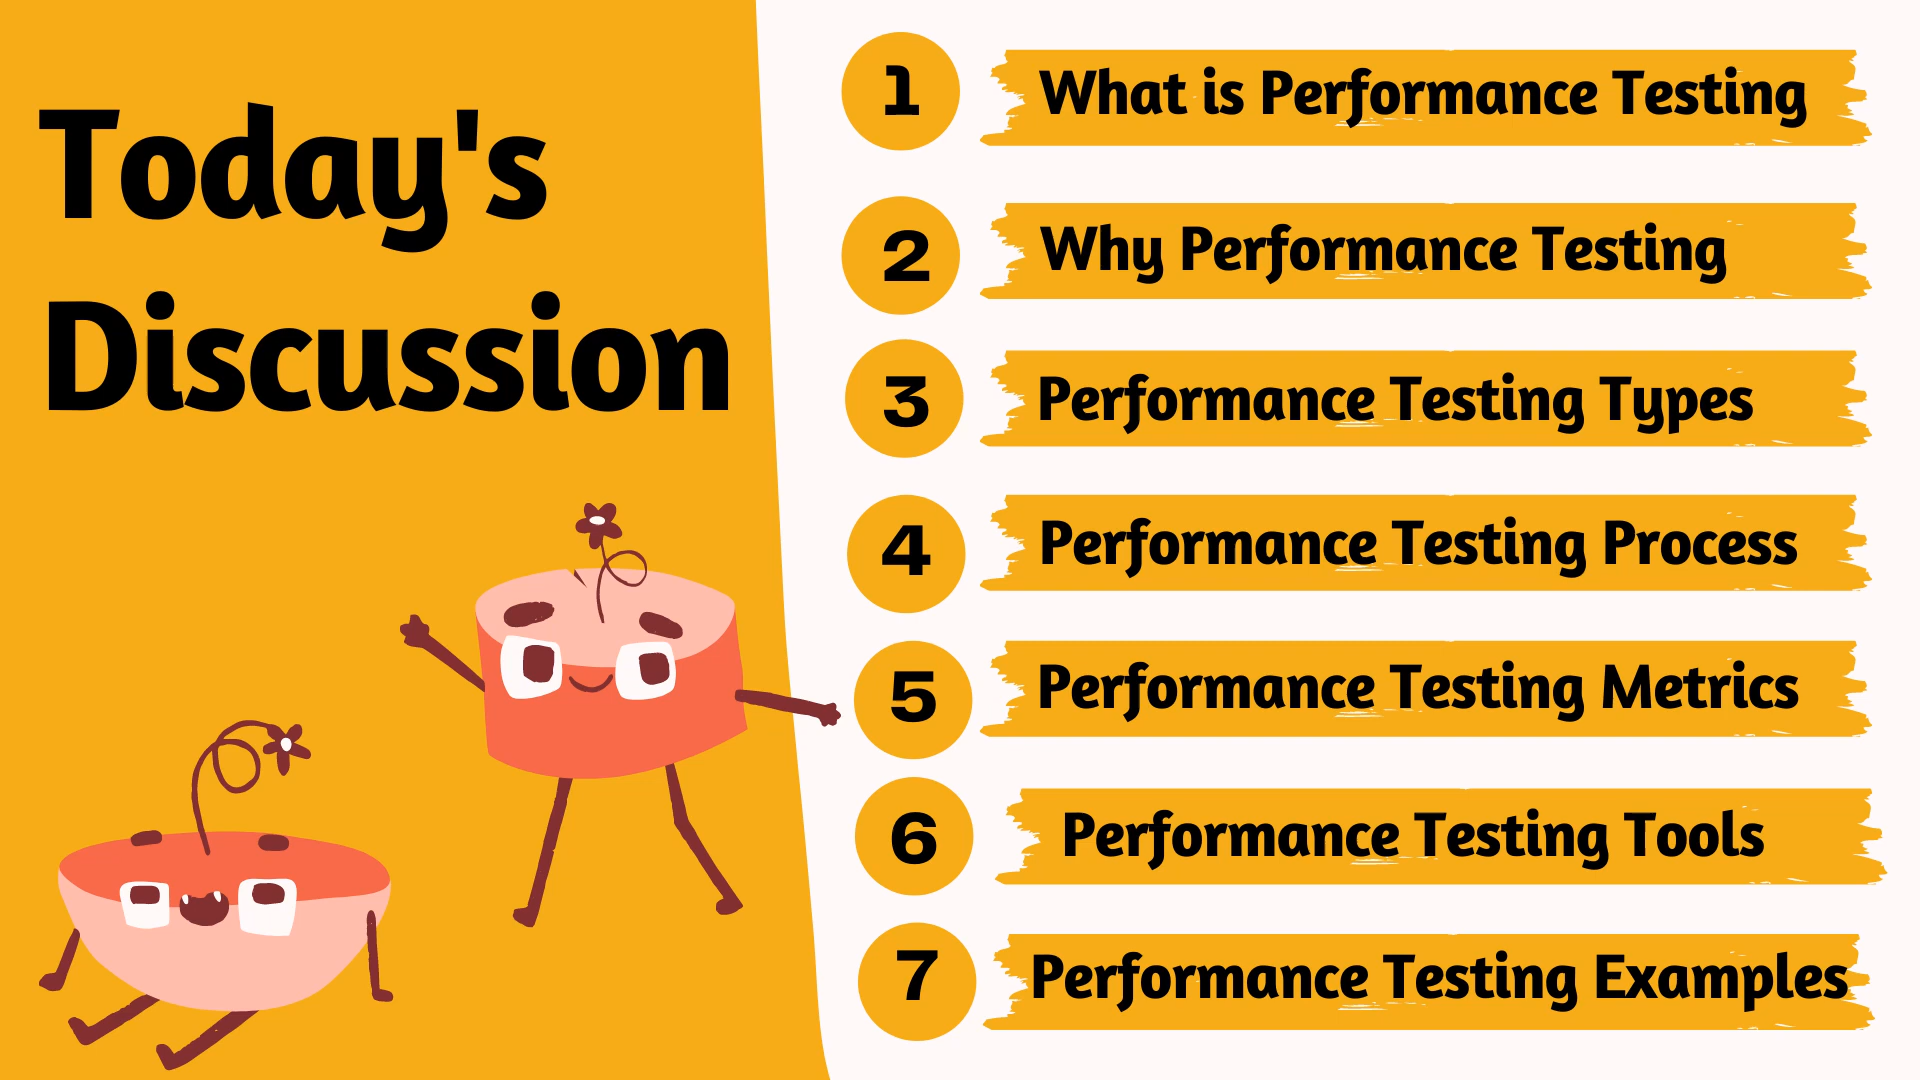 Today's
Discussion
1 What is Performance Testing
2 Why Performance Testing
3 Performance Testing Types
4 Performance Testing Process
5 Performance Testing Metrics
6 Performance Testing Tools
7 Performance Testing Examples